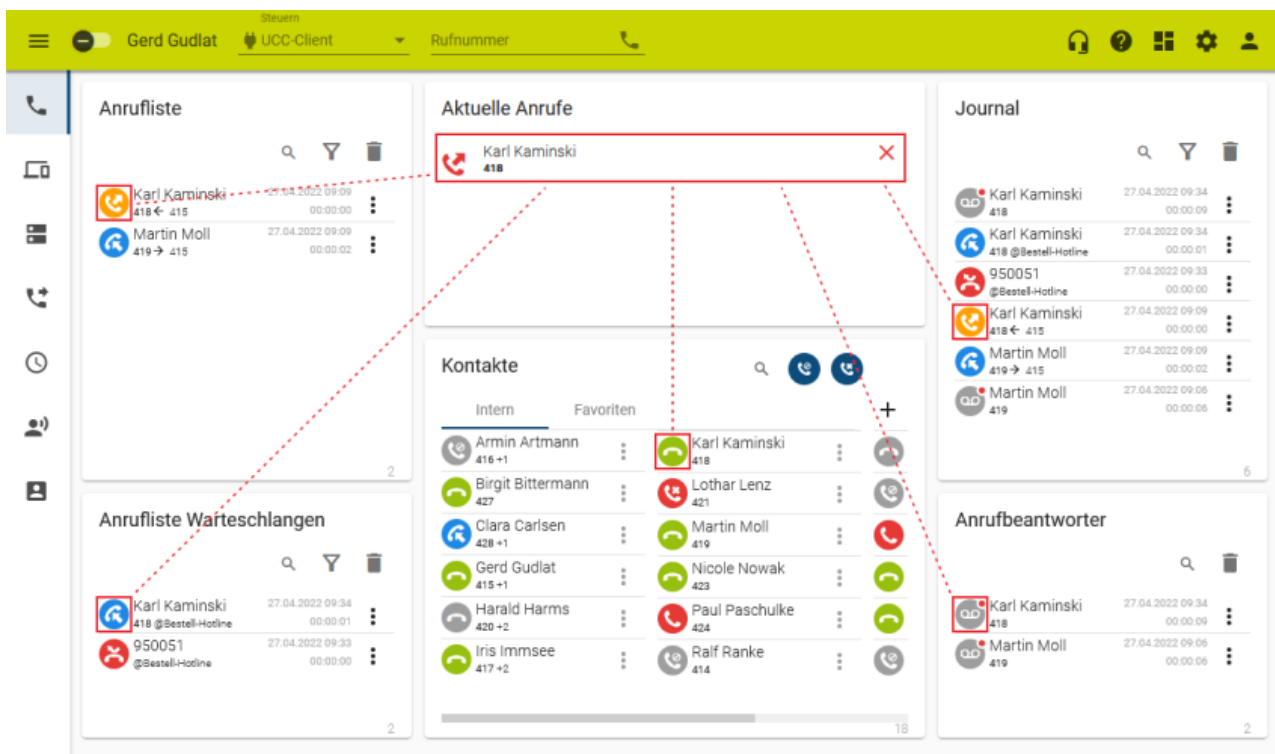 Steuern
Gerd Gudlat
UCC-Client
Rufnummer
Anrufliste
Karl Kaminski
27.04.2022 09:09
418 ← 415
00:00:00
Martin Moll
27.04.2022 09:09
419 → 415
00:00:02
2
Anrufliste Warteschlangen
Karl Kaminski
27.04.2022 09:34
418 @Bestell-Hotline
00:00:01
950051
27.04.2022 09:33
@Bestell-Hotline
00:00:00
2
Aktuelle Anrufe
Karl Kaminski
418
Kontakte
Intern
Favoriten
Armin Artmann
416 +1
Birgit Bittermann
427
Clara Carlsen
428 +1
Gerd Gudlat
415 +1
Harald Harms
420 +2
Iris Immsee
417 +2
Karl Kaminski
418
Lothar Lenz
421
Martin Moll
419
Nicole Nowak
423
Paul Paschulke
424
Ralf Ranke
414
18
Journal
Karl Kaminski
27.04.2022 09:34
418
00:00:09
Karl Kaminski
27.04.2022 09:34
418 @Bestell-Hotline
00:00:01
950051
27.04.2022 09:33
@Bestell-Hotline
00:00:00
Karl Kaminski
27.04.2022 09:09
418 ← 415
00:00:00
Martin Moll
27.04.2022 09:09
419 → 415
00:00:02
Martin Moll
27.04.2022 09:06
419
00:00:06
6
Anrufbeantworter
Karl Kaminski
27.04.2022 09:34
418
00:00:09
Martin Moll
27.04.2022 09:06
419
00:00:06
2